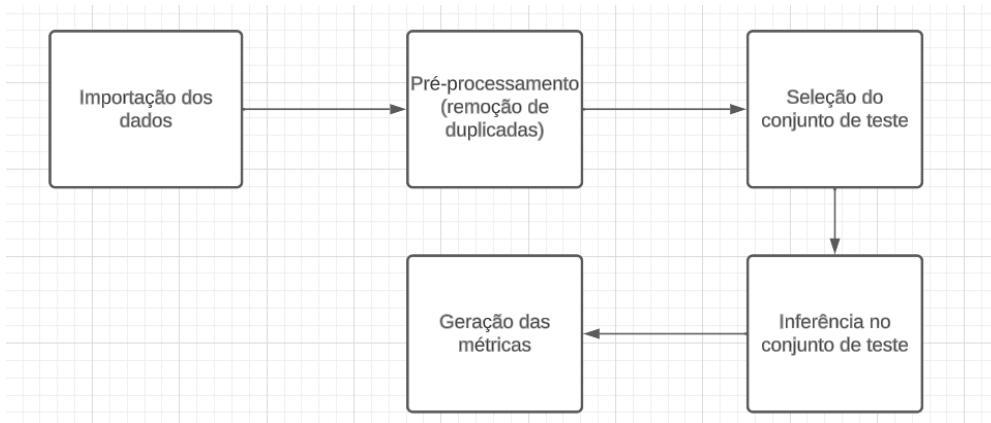 Importação dos
dados
Pré-processamento
(remoção de
duplicadas)
Seleção do
conjunto de teste
Inferência no
conjunto de teste
Geração das
métricas